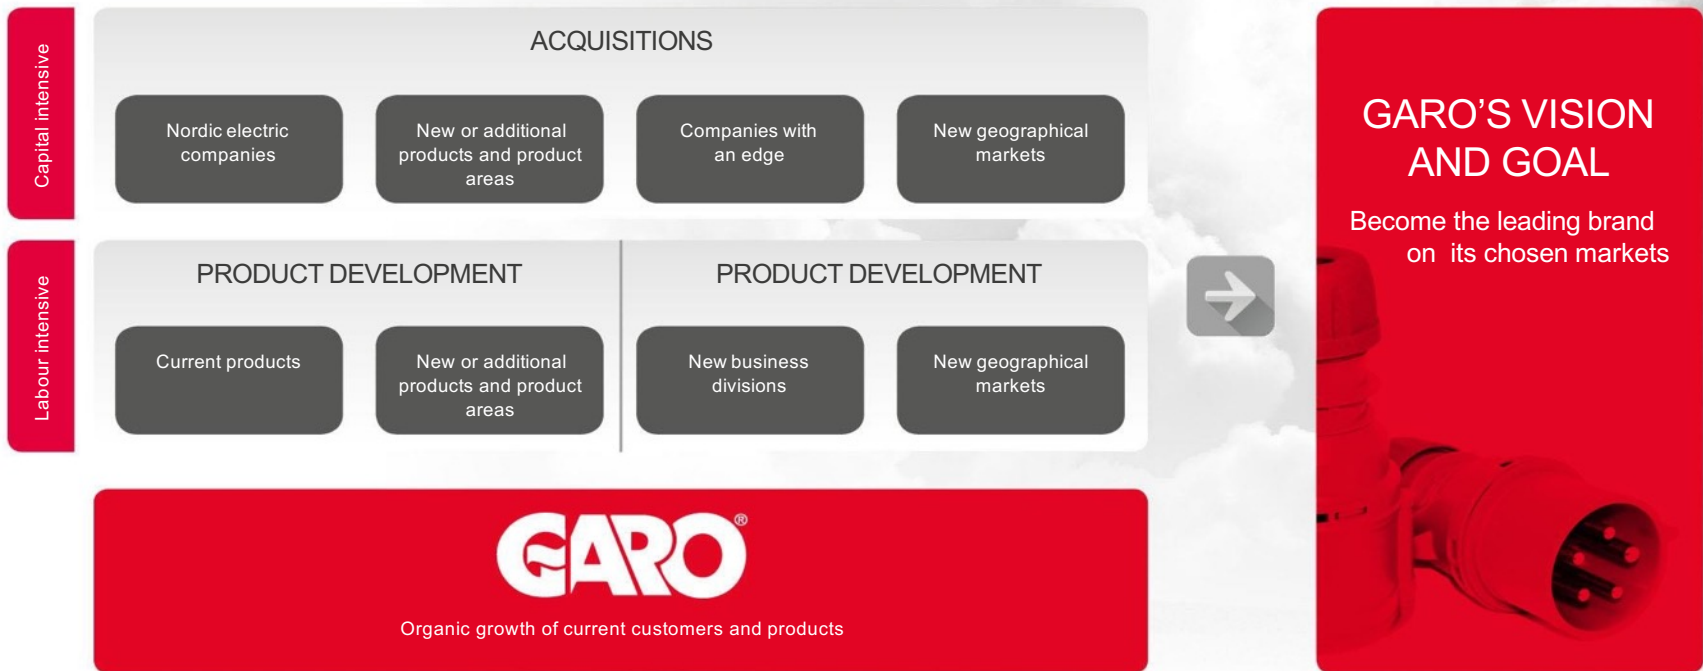 Capital intensive
ACQUISITIONS
Nordic electric
companies
New or additional
products and product
areas
Companies with
an edge
New geographical
markets
Labour intensive
PRODUCT DEVELOPMENT
Current products
New or additional
products and product
areas
PRODUCT DEVELOPMENT
New business
divisions
New geographical
markets
GARO®
Organic growth of current customers and products
GARO’S VISION
AND GOAL
Become the leading brand
on its chosen markets